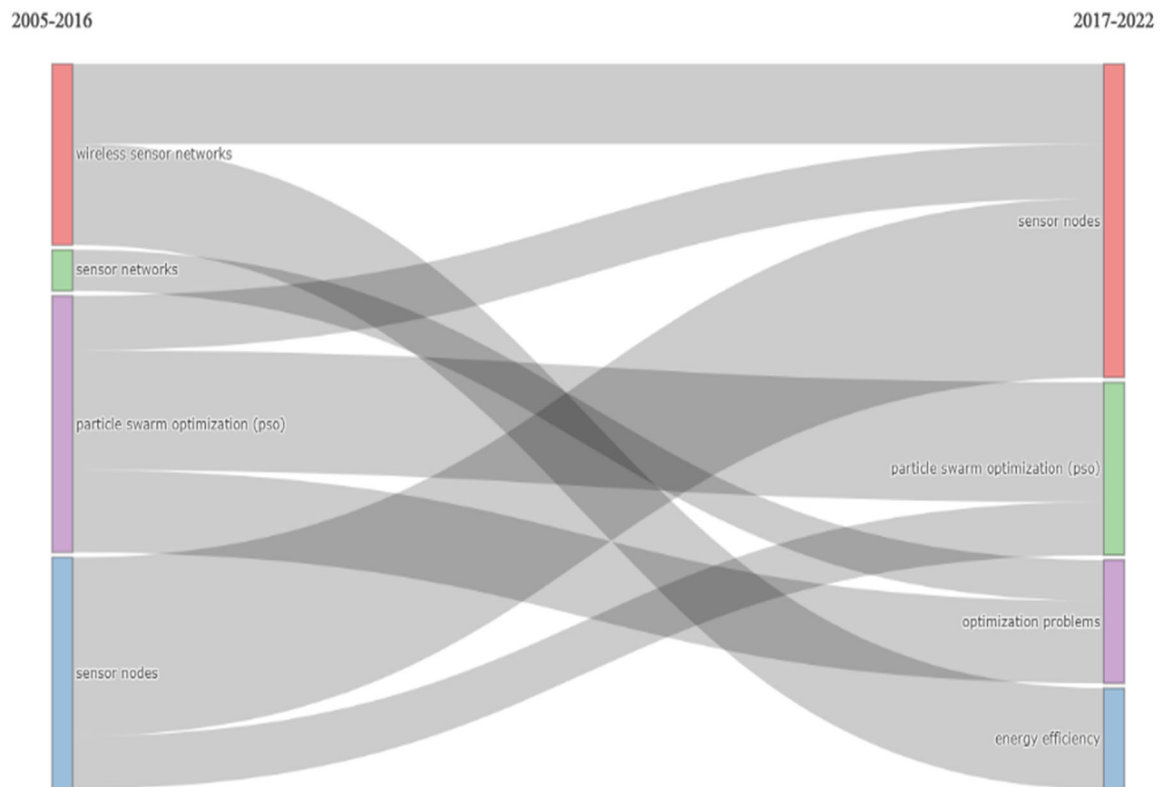 2005-2016
2017-2022
wireless sensor networks
sensor nodes
sensor networks
particle swarm optimization (pso)
particle swarm optimization (pso)
optimization problems
sensor nodes
energy efficiency